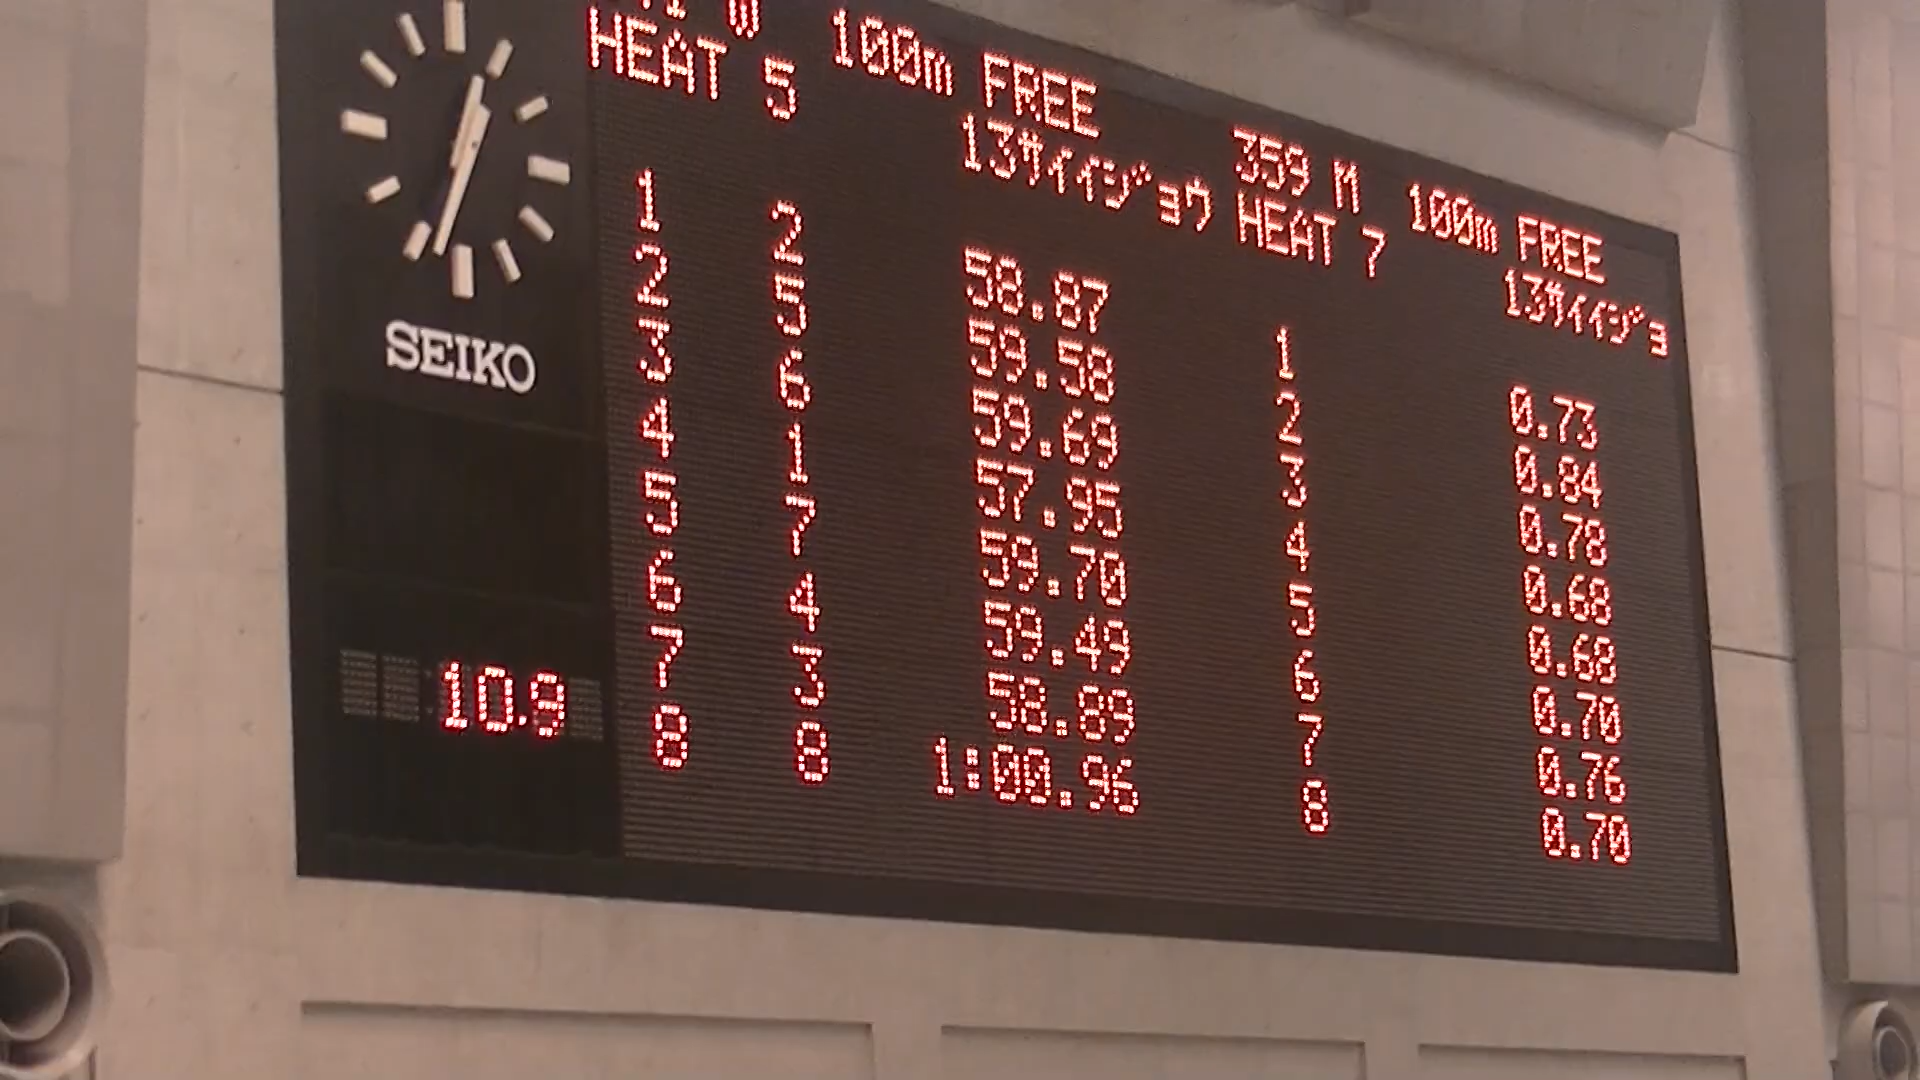 W 100m FREE
HEAT 5 13サイイジョウ
1 2 58.87
2 5 59.58
3 6 59.69
4 1 57.95
5 7 59.70
6 4 59.49
7 3 58.89
8 8 1:00.96
359 M 100m FREE
HEAT 7 13サイイジョ
1 0.73
2 0.84
3 0.78
4 0.68
5 0.68
6 0.70
7 0.76
8 0.70
SEIKO
10.9